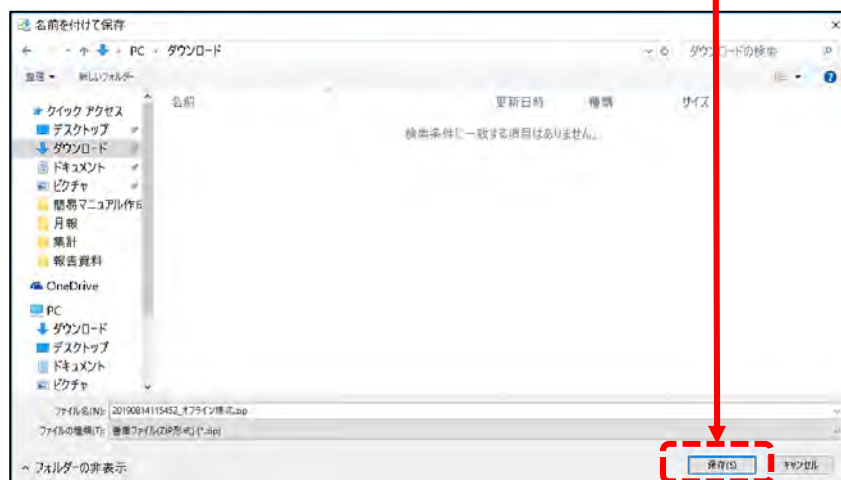 名前を付けて保存
PC ダウンロード
ダウンロードの検索
整理
新しいフォルダー
名前 更新日時 種類 サイズ
検索条件に一致する項目はありません。
クイック アクセス
デスクトップ
ダウンロード
ドキュメント
ピクチャ
簡易マニュアル作成
月報
集計
報告資料
OneDrive
PC
ダウンロード
デスクトップ
ドキュメント
ピクチャ
ファイル名(N): 20190814115452_オフライン様式.zip
ファイルの種類(T): 書庫ファイル(ZIP形式) (*.zip)
フォルダーの非表示
保存(S) キャンセル